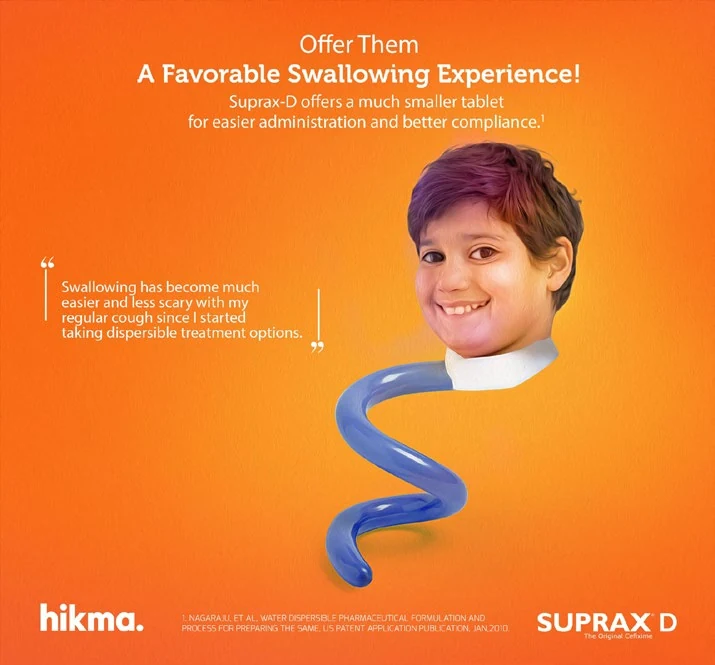 Offer Them
A Favorable Swallowing Experience!
Suprax-D offers a much smaller tablet
for easier administration and better compliance.1
“
Swallowing has become much
easier and less scary with my
regular cough since I started
taking dispersible treatment options.
”
hikma.
1. NAGARAJU, ET AL., WATER DISPERSIBLE PHARMACEUTICAL FORMULATION AND
PROCESS FOR PREPARING THE SAME, US PATENT APPLICATION PUBLICATION, JAN,2010.
SUPRAX® D
The Original Cefixime